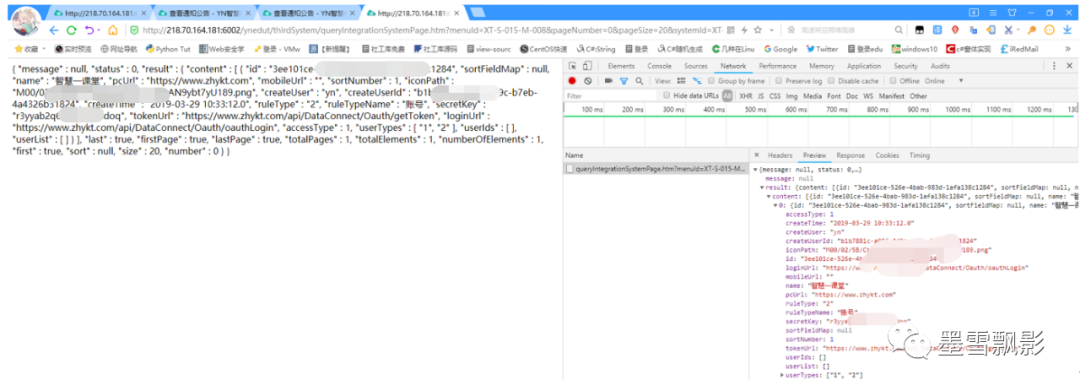 http://218.70.164.181:
查看通知公告 - YN智慧
查看通知公告 - YN智慧
http://218.70.164.181:
http://218.70.164.181:6002/ynedut/thirdSystem/queryIntegrationSystemPage.htm?menuId=XT-S-015-M-008&pageNumber=0&pageSize=20&systemId=XT-
收藏 网址导航 Python Tut Web安全学 登录 - VMw 【新提醒】 社工库免费 社工库源码 view-sourc CentOS快速 C#String 登录 C#随机生成 几种在Linu Google Twitter 登录edu windows10 c#整体实现 iRedMail
{ "message" : null, "status" : 0, "result" : { "content" : [ { "id" : "3ee101ce- 1284", "sortFieldMap" : null,
"name" : "智慧一课堂", "pcUrl" : "https://www.zhykt.com", "mobileUrl" : "", "sortNumber" : 1, "iconPath" :
"M00/0 AN9ybt7yU189.png", "createUser" : "yn", "createUserId" : "b1b 9c-b7eb-
4a4326b31824", "createTime" : "2019-03-29 10:33:12.0", "ruleType" : "2", "ruleTypeName" : "账号", "secretKey" :
"r3yyab2q doq", "tokenUrl" : "https://www.zhykt.com/api/DataConnect/Oauth/getToken", "loginUrl" :
"https://www.zhykt.com/api/DataConnect/Oauth/oauthLogin", "accessType" : 1, "userTypes" : [ "1", "2" ], "userIds" : [ ],
"userList" : [ ] } ], "last" : true, "firstPage" : true, "lastPage" : true, "totalPages" : 1, "totalElements" : 1, "numberOfElements" : 1,
"first" : true, "sort" : null, "size" : 20, "number" : 0 } }
Elements Console Sources Network Performance Memory Application Security Audits
View: Group by frame Preserve log Disable cache Offline Online
Filter Hide data URLs All XHR JS CSS Img Media Font Doc WS Manifest Other
100 ms 200 ms 300 ms 400 ms 500 ms 600 ms 700 ms 800 ms 900 ms 1000 ms 1100 ms 1200 ms
Name
queryIntegrationSystemPage.htm?menuId=XT-S-015-M...
Headers Preview Response Cookies Timing
{message: null, status: 0,…}
message: null
result: {content: [{id: "3ee101ce-526e-4bab-983d-1afa138c1284", sortFieldMap: null, nam
content: [{id: "3ee101ce-526e-4bab-983d-1afa138c1284", sortFieldMap: null, name: "智
0: {id: "3ee101ce-526e-4bab-983d-1afa138c1284", sortFieldMap: null, name: "智慧一课
accessType: 1
createTime: "2019-03-29 10:33:12.0"
createUser: "yn"
createUserId: "b1b7881c- 1824"
iconPath: "M00/02/5B/C 189.png"
id: "3ee101ce-526e-4 34
loginUrl: "https://w ataConnect/Oauth/oauthLogin"
mobileUrl: ""
name: "智慧一课堂"
pcUrl: "https://www.zhykt.com"
ruleType: "2"
ruleTypeName: "账号"
secretKey: "r3yya
sortFieldMap: null
sortNumber: 1
tokenUrl: "https://www.zhykt.
userIds: []
userList: []
userTypes: ["1", "2"]
墨雪飘影